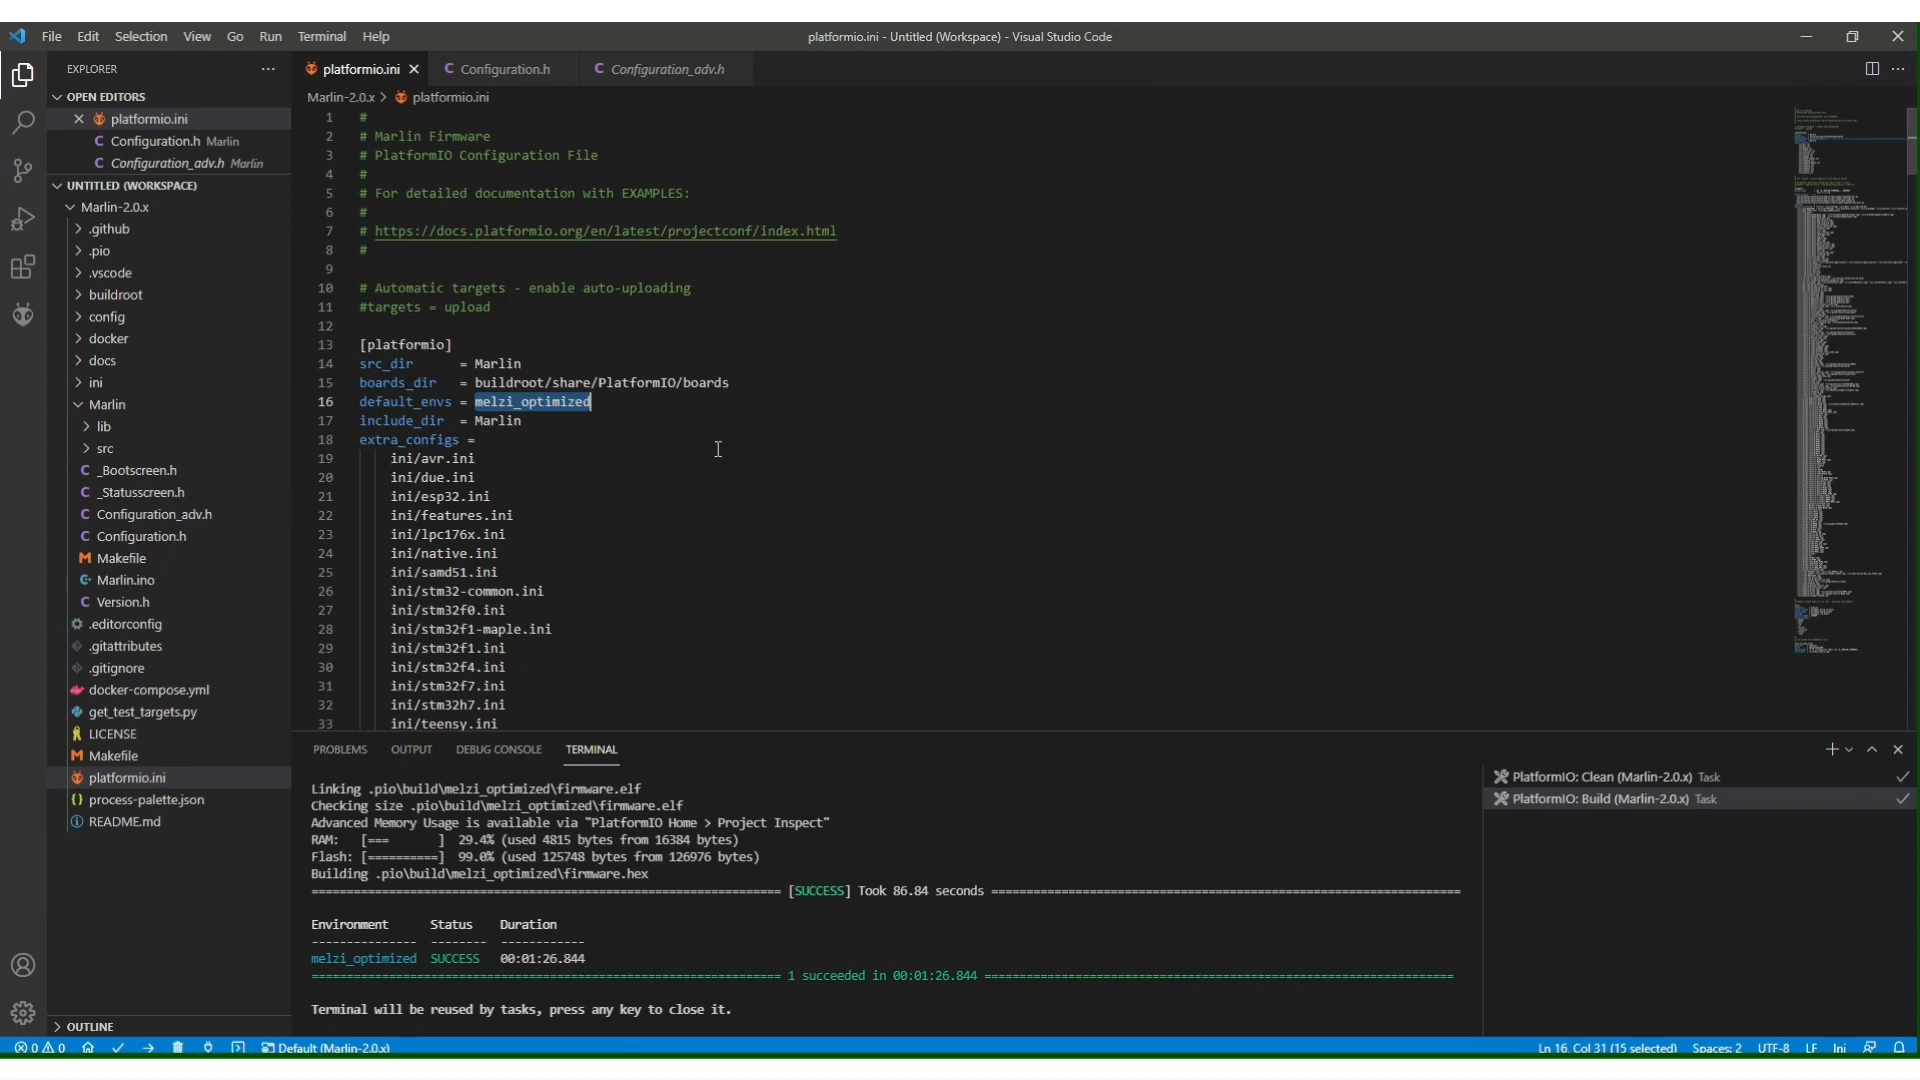 File Edit Selection View Go Run Terminal Help
platformio.ini - Untitled (Workspace) - Visual Studio Code
EXPLORER
OPEN EDITORS
platformio.ini
Configuration.h Marlin
Configuration_adv.h Marlin
UNTITLED (WORKSPACE)
Marlin-2.0.x
.github
.pio
.vscode
buildroot
config
docker
docs
ini
Marlin
lib
src
_Bootscreen.h
_Statusscreen.h
Configuration_adv.h
Configuration.h
Makefile
Marlin.ino
Version.h
.editorconfig
.gitattributes
.gitignore
docker-compose.yml
get_test_targets.py
LICENSE
Makefile
platformio.ini
process-palette.json
README.md
OUTLINE
platformio.ini
Configuration.h
Configuration_adv.h
Marlin-2.0.x > platformio.ini
1 #
2 # Marlin Firmware
3 # PlatformIO Configuration File
4 #
5 # For detailed documentation with EXAMPLES:
6 #
7 # https://docs.platformio.org/en/latest/projectconf/index.html
8 #
9
10 # Automatic targets - enable auto-uploading
11 #targets = upload
12
13 [platformio]
14 src_dir = Marlin
15 boards_dir = buildroot/share/PlatformIO/boards
16 default_envs = melzi_optimized
17 include_dir = Marlin
18 extra_configs =
19 ini/avr.ini
20 ini/due.ini
21 ini/esp32.ini
22 ini/features.ini
23 ini/lpc176x.ini
24 ini/native.ini
25 ini/samd51.ini
26 ini/stm32-common.ini
27 ini/stm32f0.ini
28 ini/stm32f1-maple.ini
29 ini/stm32f1.ini
30 ini/stm32f4.ini
31 ini/stm32f7.ini
32 ini/stm32h7.ini
33 ini/teensy.ini
PROBLEMS OUTPUT DEBUG CONSOLE TERMINAL
Linking .pio\build\melzi_optimized\firmware.elf
Checking size .pio\build\melzi_optimized\firmware.elf
Advanced Memory Usage is available via "PlatformIO Home > Project Inspect"
RAM: [=== ] 29.4% (used 4815 bytes from 16384 bytes)
Flash: [==========] 99.0% (used 125748 bytes from 126976 bytes)
Building .pio\build\melzi_optimized\firmware.hex
[SUCCESS] Took 86.84 seconds
Environment Status Duration
melzi_optimized SUCCESS 00:01:26.844
1 succeeded in 00:01:26.844
Terminal will be reused by tasks, press any key to close it.
PlatformIO: Clean (Marlin-2.0.x) Task
PlatformIO: Build (Marlin-2.0.x) Task
0 0
Default (Marlin-2.0.x)
Ln 16, Col 31 (15 selected) Spaces: 2 UTF-8 LF Ini